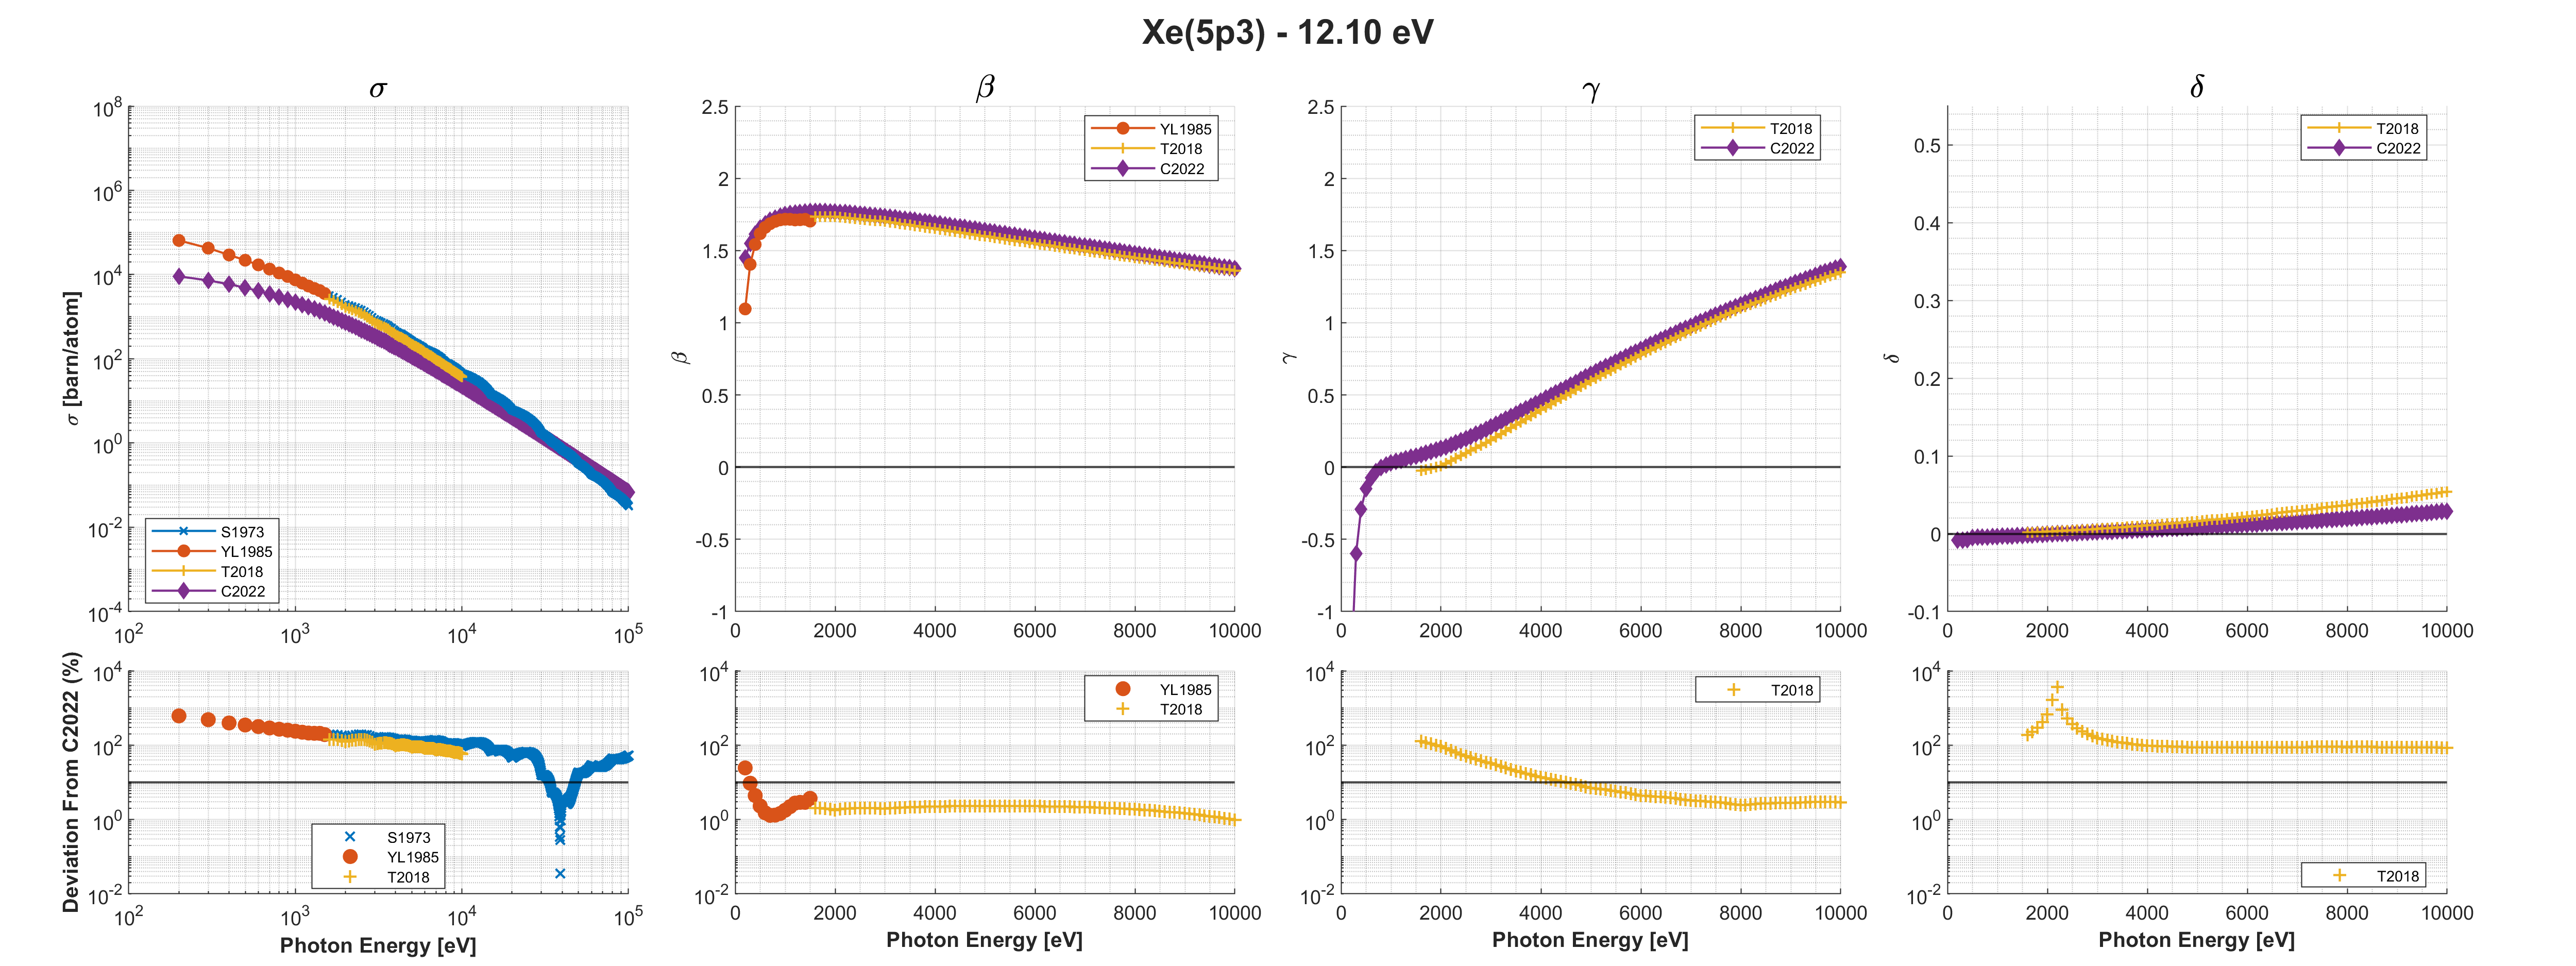 Xe(5p3) - 12.10 eV
σ
10^8
10^6
10^4
10^2
10^0
10^-2
10^-4
σ [barn/atom]
S1973
YL1985
T2018
C2022
10^2 10^3 10^4 10^5
β
2.5
2
1.5
1
0.5
0
-0.5
-1
β
YL1985
T2018
C2022
0 2000 4000 6000 8000 10000
γ
2.5
2
1.5
1
0.5
0
-0.5
-1
γ
T2018
C2022
0 2000 4000 6000 8000 10000
δ
0.5
0.4
0.3
0.2
0.1
0
-0.1
δ
T2018
C2022
0 2000 4000 6000 8000 10000
Deviation From C2022 (%)
10^4
10^2
10^0
10^-2
S1973
YL1985
T2018
10^2 10^3 10^4 10^5
Photon Energy [eV]
10^4
10^2
10^0
10^-2
YL1985
T2018
0 2000 4000 6000 8000 10000
Photon Energy [eV]
10^4
10^2
10^0
10^-2
T2018
0 2000 4000 6000 8000 10000
Photon Energy [eV]
10^4
10^2
10^0
10^-2
T2018
0 2000 4000 6000 8000 10000
Photon Energy [eV]